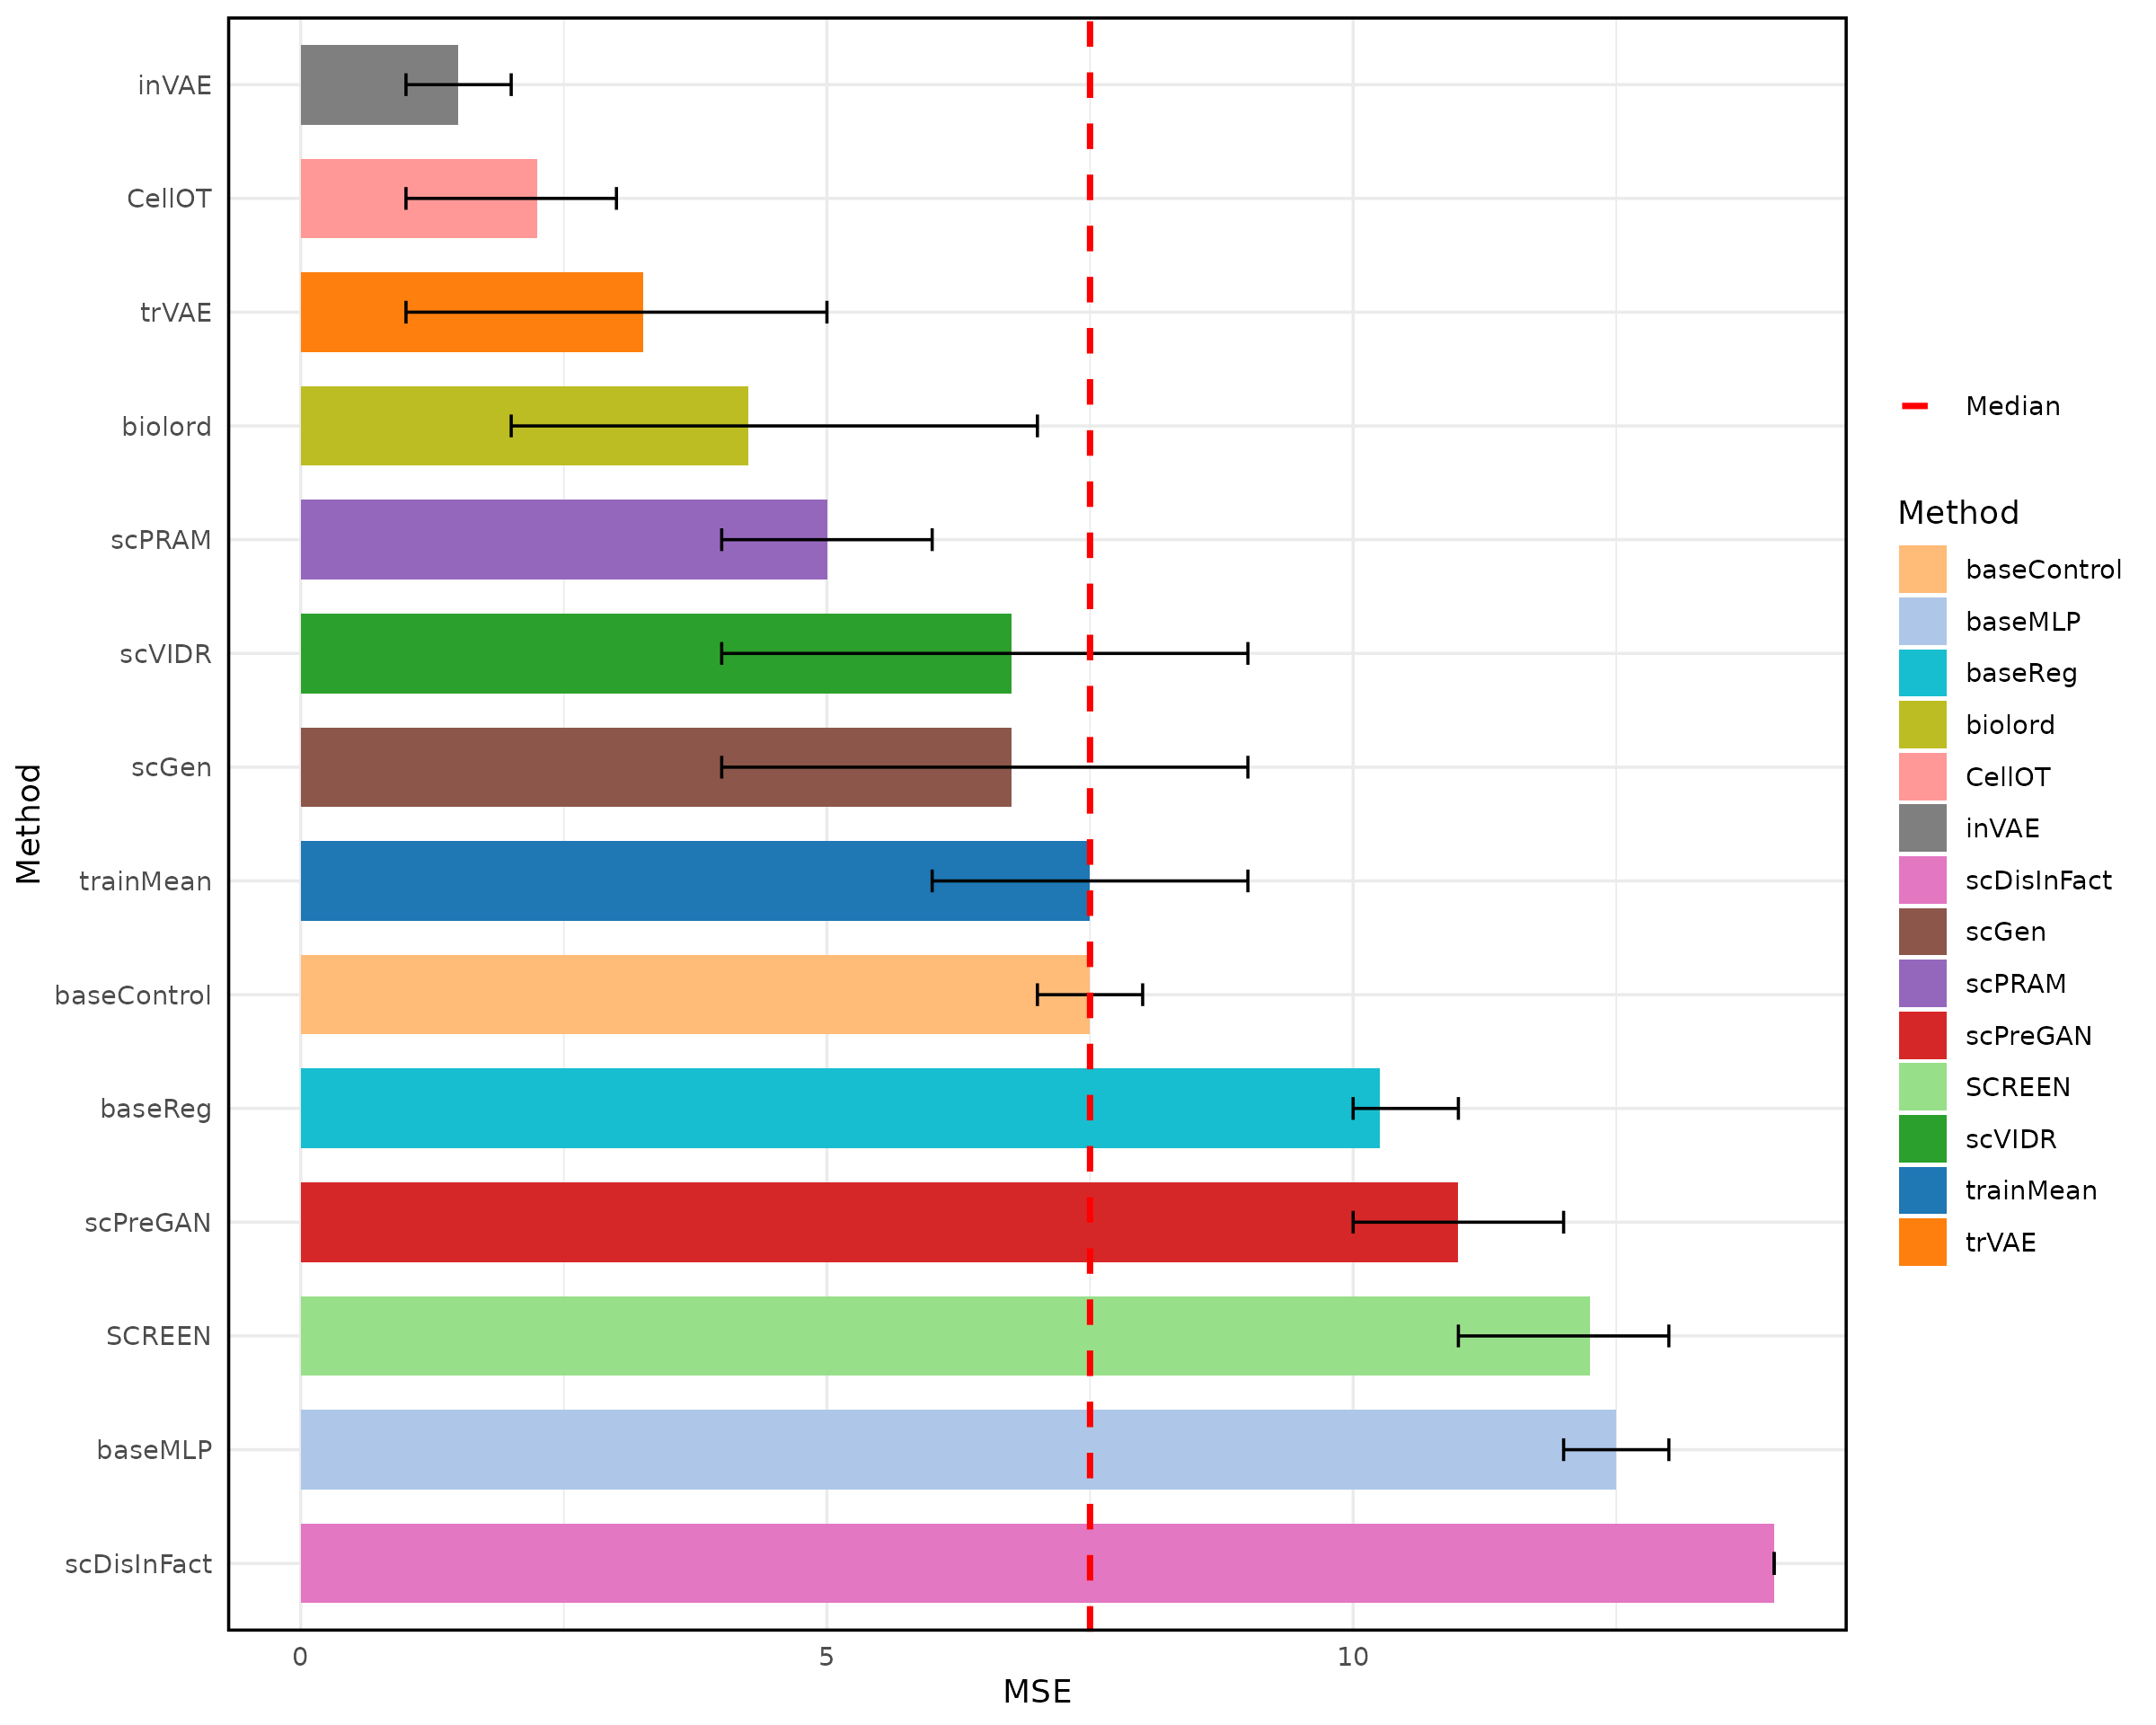 Method
inVAE
CellOT
trVAE
biolord
scPRAM
scVIDR
scGen
trainMean
baseControl
baseReg
scPreGAN
SCREEN
baseMLP
scDisInFact
0 5 10
MSE
Median
Method
baseControl
baseMLP
baseReg
biolord
CellOT
inVAE
scDisInFact
scGen
scPRAM
scPreGAN
SCREEN
scVIDR
trainMean
trVAE